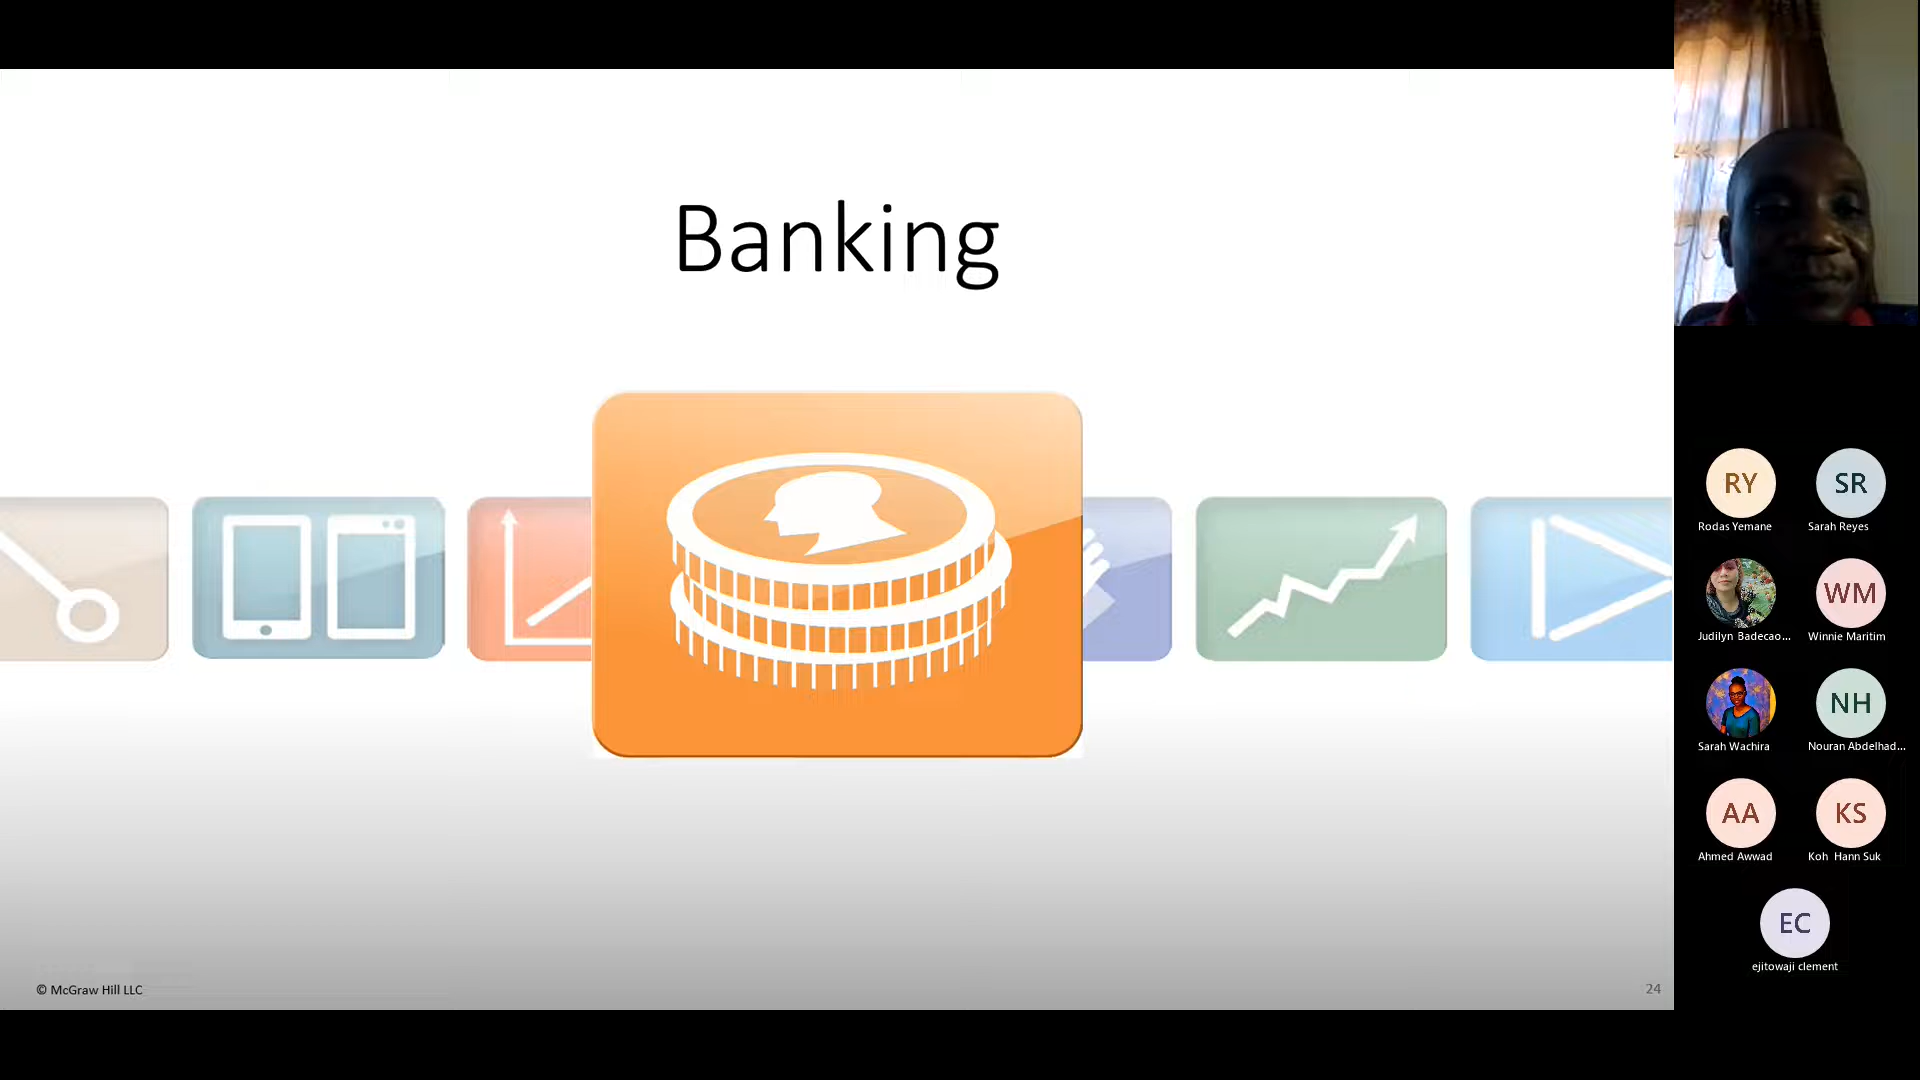 Banking
© McGraw Hill LLC
24
RY
SR
Rodas Yemane
Sarah Reyes
Judilyn Badecao...
WM
Winnie Maritim
Sarah Wachira
NH
Nouran Abdelhad...
AA
KS
Ahmed Awwad
Koh Hann Suk
EC
ejitowaji clement